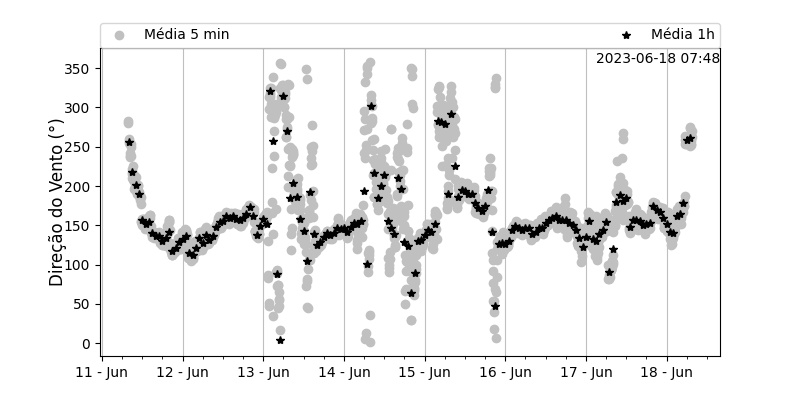 Média 5 min
Média 1h
2023-06-18 07:48
Direção do Vento (°)
350
300
250
200
150
100
50
0
11 - Jun
12 - Jun
13 - Jun
14 - Jun
15 - Jun
16 - Jun
17 - Jun
18 - Jun